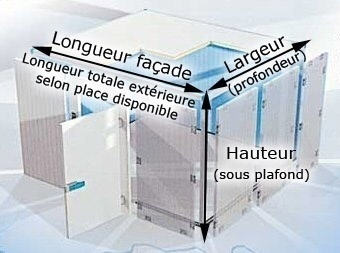 Longueur façade
Longueur totale extérieure
selon place disponible
Largeur
(profondeur)
Hauteur
(sous plafond)